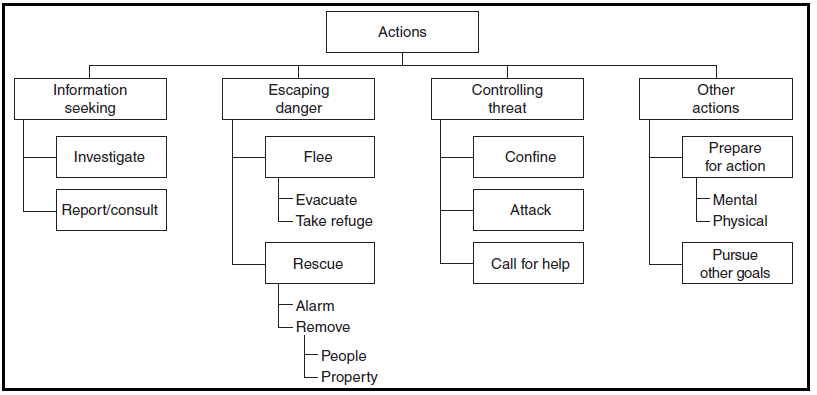 Actions
Information
seeking
Investigate
Report/consult
Escaping
danger
Flee
Evacuate
Take refuge
Rescue
Alarm
Remove
People
Property
Controlling
threat
Confine
Attack
Call for help
Other
actions
Prepare
for action
Mental
Physical
Pursue
other goals